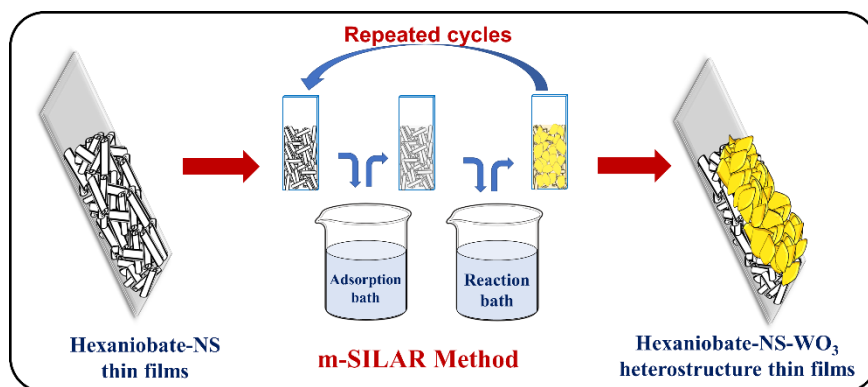 Repeated cycles
Adsorption
bath
Reaction
bath
Hexaniobate-NS
thin films
m-SILAR Method
Hexaniobate-NS-WO₃
heterostructure thin films